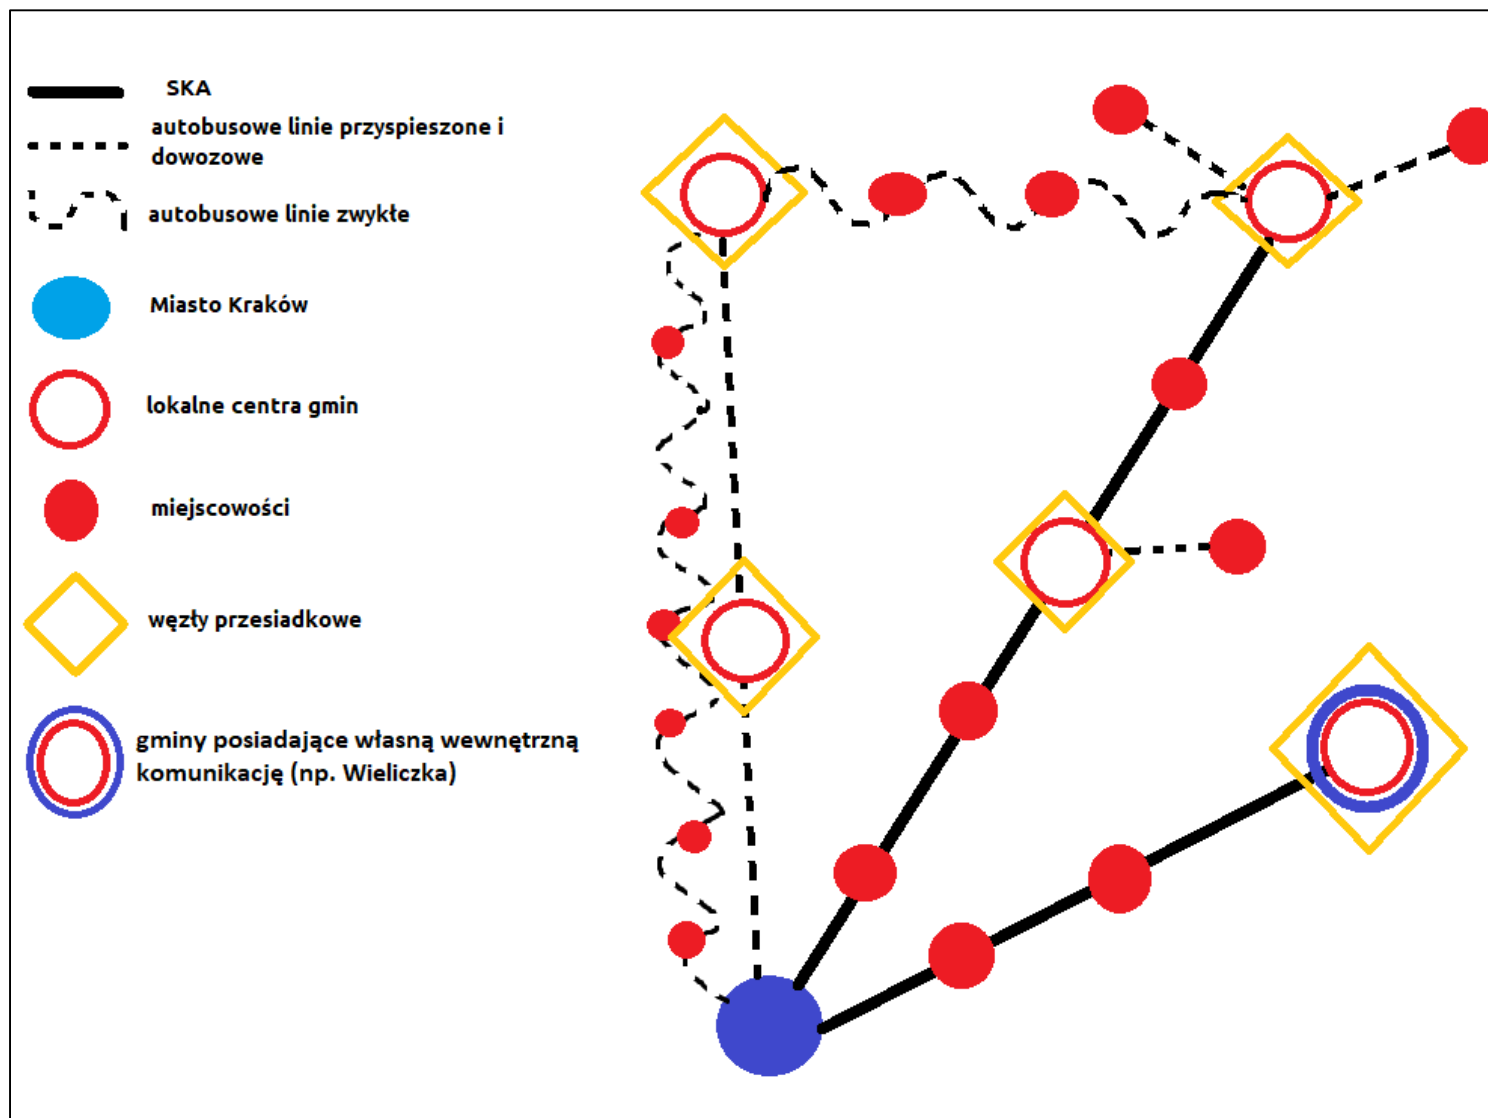 SKA
autobusowe linie przyspieszone i
dowozowe
autobusowe linie zwykłe
Miasto Kraków
lokalne centra gmin
miejscowości
węzły przesiadkowe
gminy posiadające własną wewnętrzną
komunikację (np. Wieliczka)